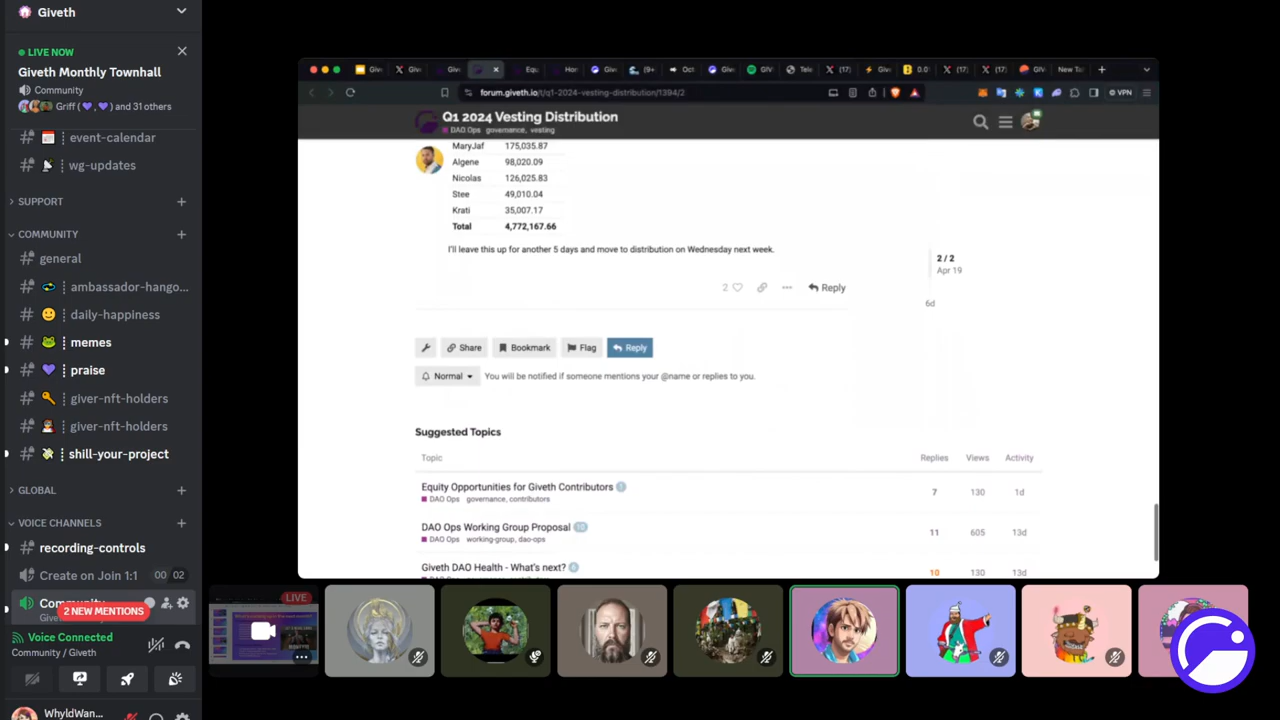 Giveth
LIVE NOW
Giveth Monthly Townhall
Community
Griff (💜,💜) and 31 others
event-calendar
wg-updates
SUPPORT
COMMUNITY
general
ambassador-hango...
daily-happiness
memes
praise
giver-nft-holders
giver-nft-holders
shill-your-project
GLOBAL
VOICE CHANNELS
recording-controls
Create on Join 1:1 00 02
2 NEW MENTIONS
Voice Connected
Community / Giveth
WhyldWan...
forum.giveth.io/t/q1-2024-vesting-distribution/1394/2
VPN
Q1 2024 Vesting Distribution
DAO Ops governance, vesting
MaryJaf 175,035.87
Algene 98,020.09
Nicolas 126,025.83
Stee 49,010.04
Krati 35,007.17
Total 4,772,167.66
I'll leave this up for another 5 days and move to distribution on Wednesday next week.
2 / 2
Apr 19
6d
2
Reply
Share Bookmark Flag Reply
Normal You will be notified if someone mentions your @name or replies to you.
Suggested Topics
Topic Replies Views Activity
Equity Opportunities for Giveth Contributors 1 7 130 1d
DAO Ops governance, contributors
DAO Ops Working Group Proposal 10 11 605 13d
DAO Ops working-group, dao-ops
Giveth DAO Health - What's next? 6 10 130 13d
LIVE